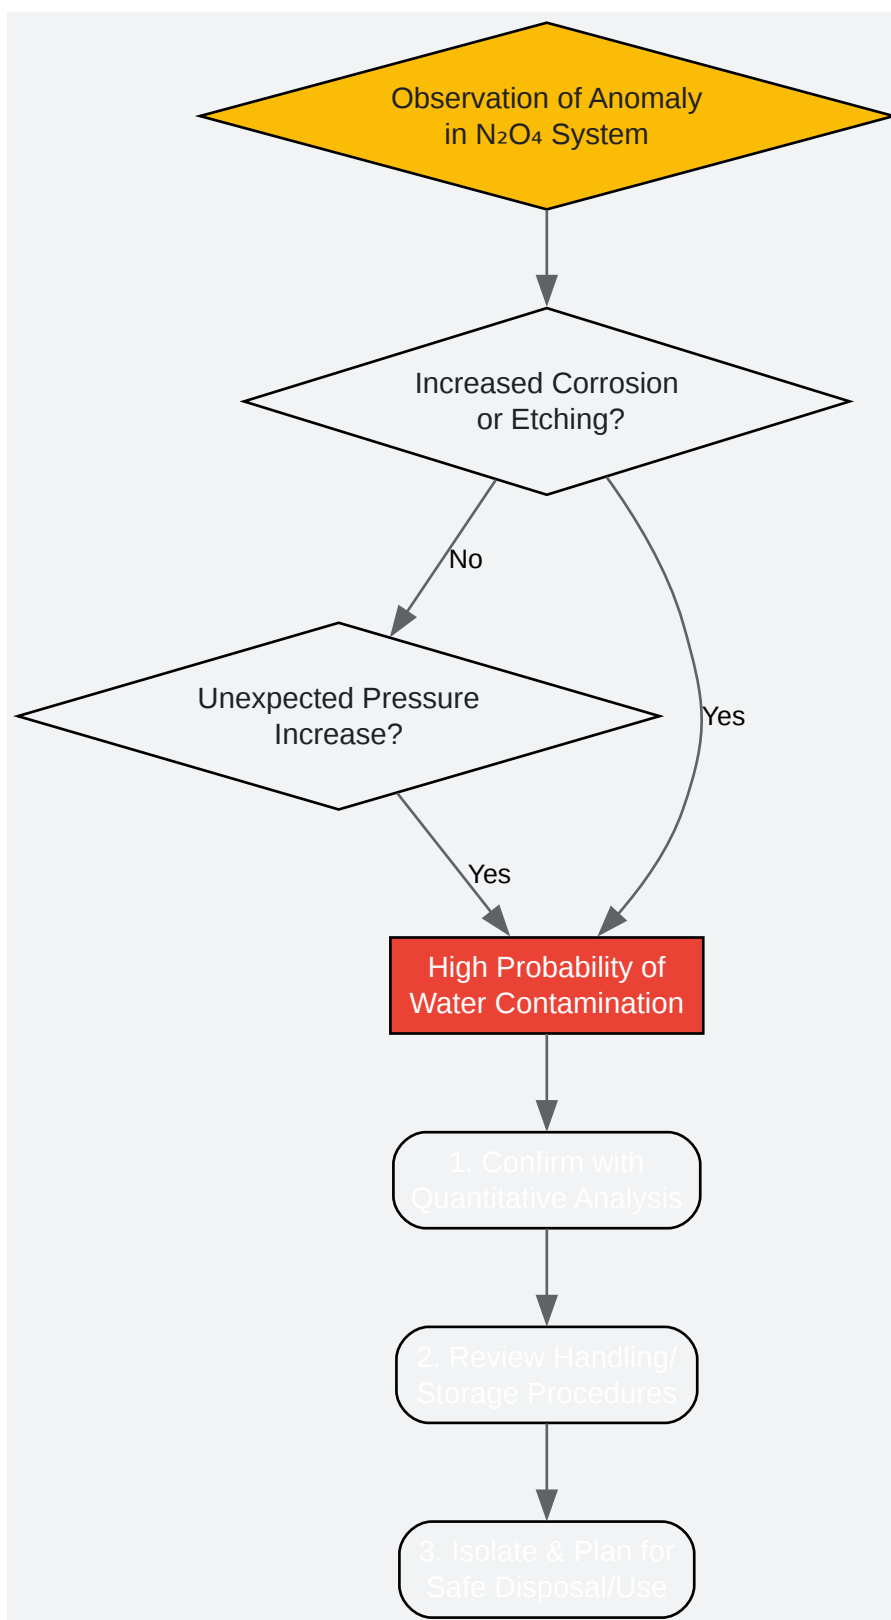 Observation of Anomaly
in N₂O₄ System
Increased Corrosion
or Etching?
No
Unexpected Pressure
Increase?
Yes
Yes
High Probability of
Water Contamination
1. Confirm with
Quantitative Analysis
2. Review Handling/
Storage Procedures
3. Isolate & Plan for
Safe Disposal/Use